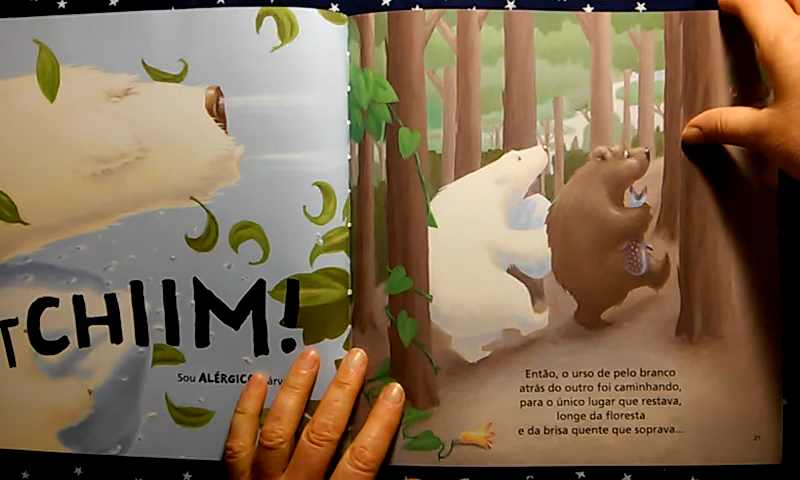 TCHIIM!
Sou ALÉRGICO
Então, o urso de pelo branco
atrás do outro foi caminhando,
para o único lugar que restava,
longe da floresta
e da brisa quente que soprava...
21